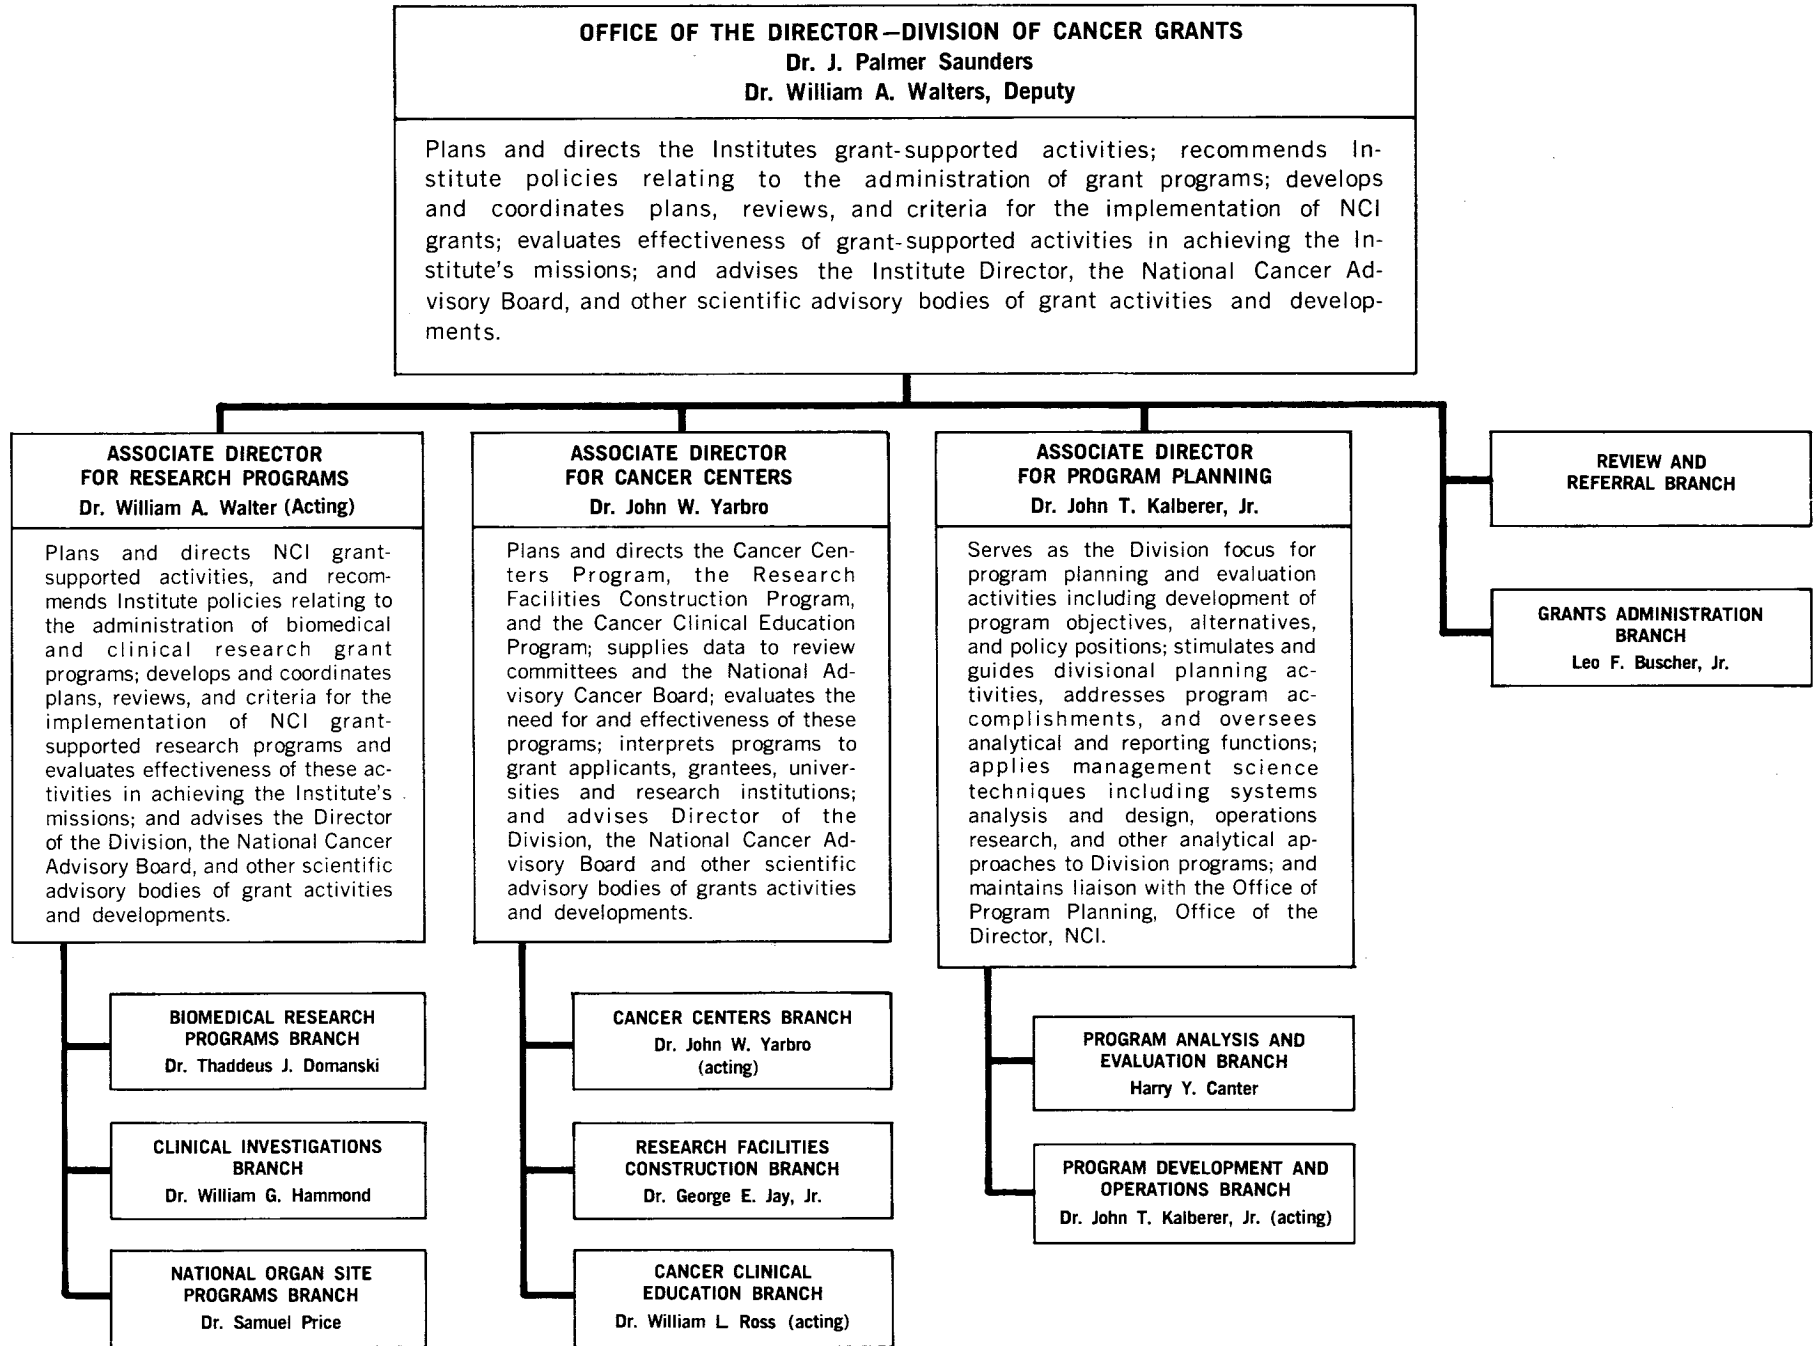 OFFICE OF THE DIRECTOR—DIVISION OF CANCER GRANTS
Dr. J. Palmer Saunders
Dr. William A. Walters, Deputy
Plans and directs the Institutes grant-supported activities; recommends In-
stitute policies relating to the administration of grant programs; develops
and coordinates plans, reviews, and criteria for the implementation of NCI
grants; evaluates effectiveness of grant-supported activities in achieving the In-
stitute's missions; and advises the Institute Director, the National Cancer Ad-
visory Board, and other scientific advisory bodies of grant activities and develop-
ments.
ASSOCIATE DIRECTOR
FOR RESEARCH PROGRAMS
Dr. William A. Walter (Acting)
Plans and directs NCI grant-
supported activities, and recom-
mends Institute policies relating to
the administration of biomedical
and clinical research grant
programs; develops and coordinates
plans, reviews, and criteria for the
implementation of NCI grant-
supported research programs and
evaluates effectiveness of these ac-
tivities in achieving the Institute's
missions; and advises the Director
of the Division, the National Cancer
Advisory Board, and other scientific
advisory bodies of grant activities
and developments.
BIOMEDICAL RESEARCH
PROGRAMS BRANCH
Dr. Thaddeus J. Domanski
CLINICAL INVESTIGATIONS
BRANCH
Dr. William G. Hammond
NATIONAL ORGAN SITE
PROGRAMS BRANCH
Dr. Samuel Price
ASSOCIATE DIRECTOR
FOR CANCER CENTERS
Dr. John W. Yarbro
Plans and directs the Cancer Cen-
ters Program, the Research
Facilities Construction Program,
and the Cancer Clinical Education
Program; supplies data to review
committees and the National Ad-
visory Cancer Board; evaluates the
need for and effectiveness of these
programs; interprets programs to
grant applicants, grantees, univer-
sities and research institutions;
and advises Director of the
Division, the National Cancer Ad-
visory Board and other scientific
advisory bodies of grants activities
and developments.
CANCER CENTERS BRANCH
Dr. John W. Yarbro
(acting)
RESEARCH FACILITIES
CONSTRUCTION BRANCH
Dr. George E. Jay, Jr.
CANCER CLINICAL
EDUCATION BRANCH
Dr. William L Ross (acting)
ASSOCIATE DIRECTOR
FOR PROGRAM PLANNING
Dr. John T. Kalberer, Jr.
Serves as the Division focus for
program planning and evaluation
activities including development of
program objectives, alternatives,
and policy positions; stimulates and
guides divisional planning ac-
tivities, addresses program ac-
complishments, and oversees
analytical and reporting functions;
applies management science
techniques including systems
analysis and design, operations
research, and other analytical ap-
proaches to Division programs; and
maintains liaison with the Office of
Program Planning, Office of the
Director, NCI.
PROGRAM ANALYSIS AND
EVALUATION BRANCH
Harry Y. Canter
PROGRAM DEVELOPMENT AND
OPERATIONS BRANCH
Dr. John T. Kalberer, Jr. (acting)
REVIEW AND
REFERRAL BRANCH
GRANTS ADMINISTRATION
BRANCH
Leo F. Buscher, Jr.